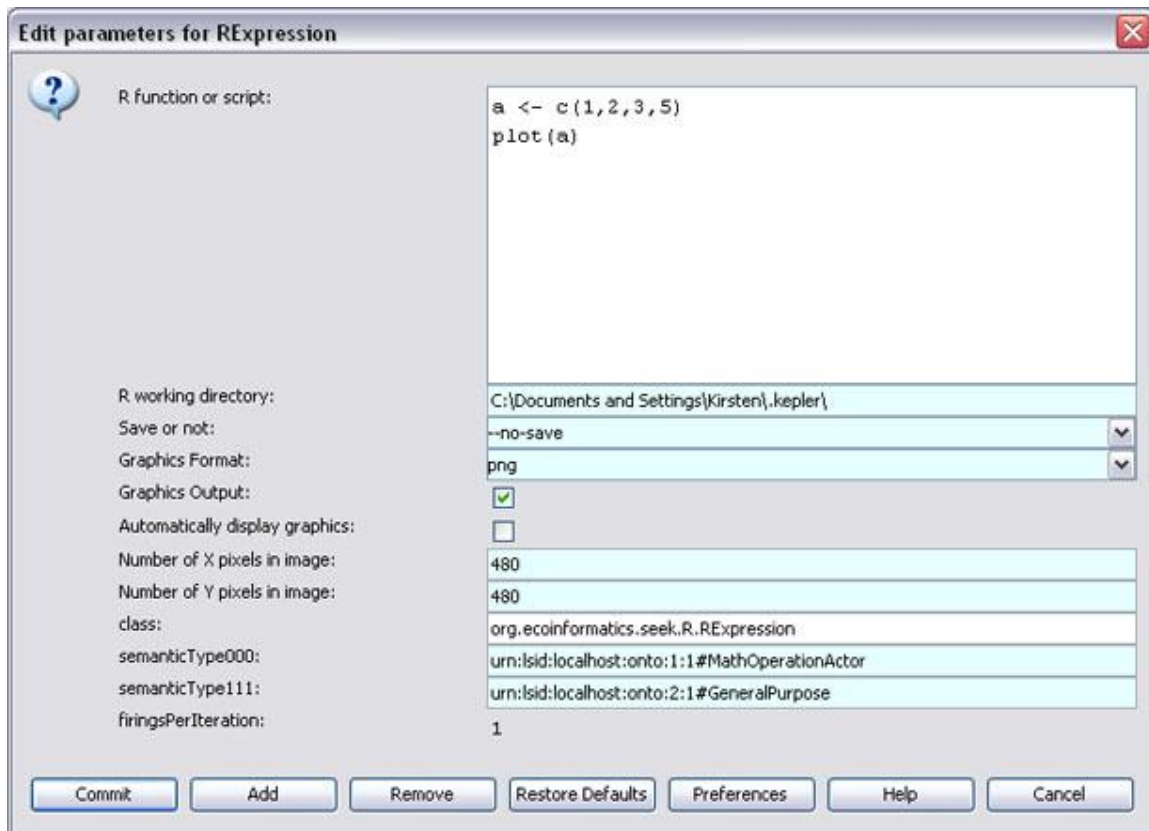 Edit parameters for RExpression
?
R function or script:
a <- c(1,2,3,5)
plot(a)
R working directory: C:\Documents and Settings\Kirsten\.kepler\
Save or not: --no-save
Graphics Format: png
Graphics Output:
Automatically display graphics:
Number of X pixels in image: 480
Number of Y pixels in image: 480
class: org.ecoinformatics.seek.R.RExpression
semanticType000: urn:lsid:localhost:onto:1:1#MathOperationActor
semanticType111: urn:lsid:localhost:onto:2:1#GeneralPurpose
firingsPerIteration: 1
Commit Add Remove Restore Defaults Preferences Help Cancel